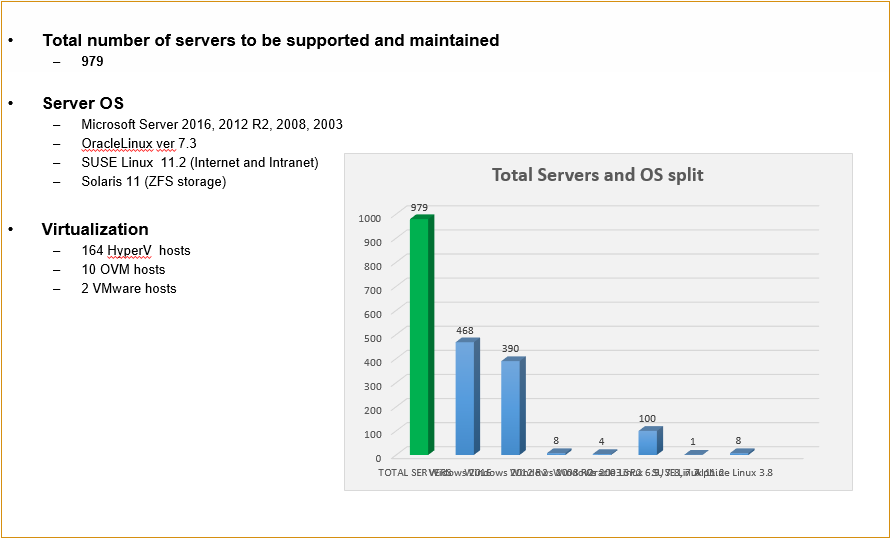 • Total number of servers to be supported and maintained
– 979
• Server OS
– Microsoft Server 2016, 2012 R2, 2008, 2003
– OracleLinux ver 7.3
– SUSE Linux 11.2 (Internet and Intranet)
– Solaris 11 (ZFS storage)
• Virtualization
– 164 HyperV hosts
– 10 OVM hosts
– 2 VMware hosts
Total Servers and OS split
1000
900
800
700
600
500
400
300
200
100
0
979
468
390
8
4
100
1
8
TOTAL SERVERS
Linux 3.8